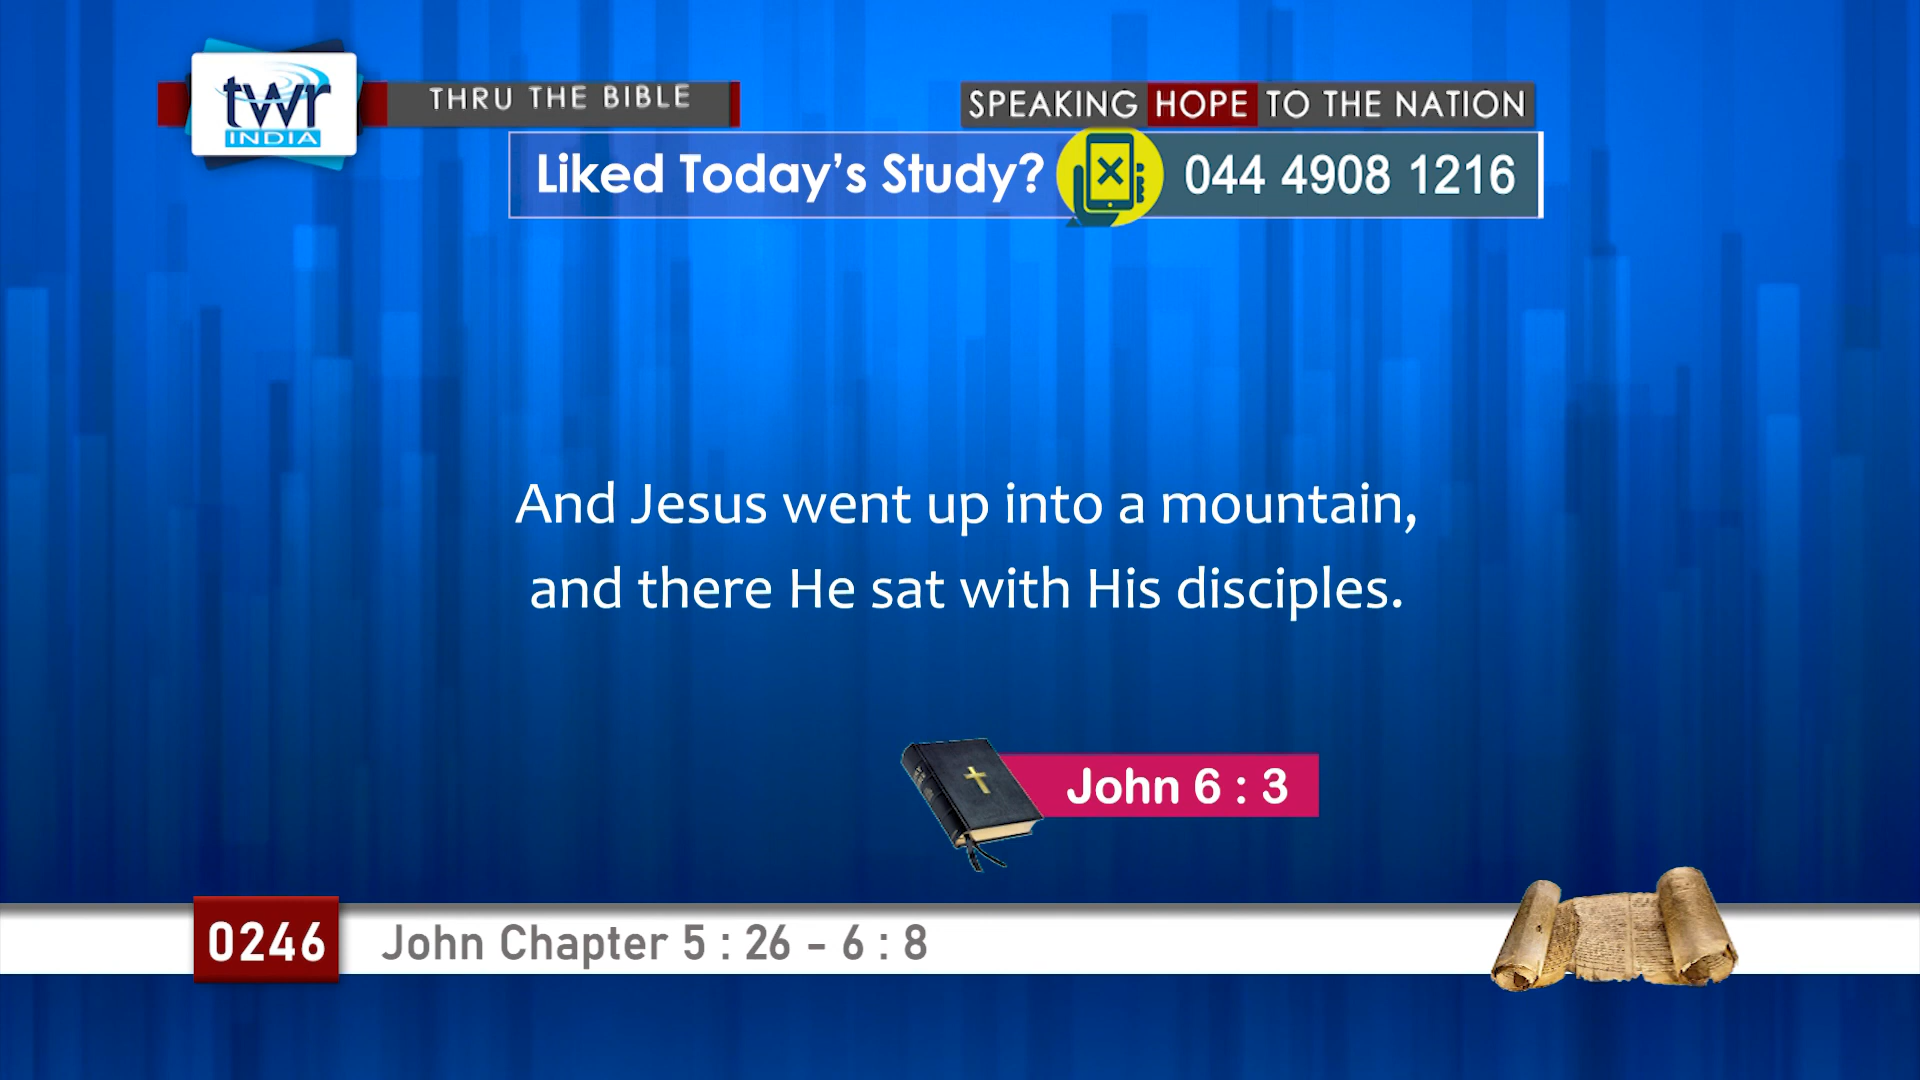 twr
INDIA
THRU THE BIBLE
SPEAKING HOPE TO THE NATION
Liked Today's Study?
044 4908 1216
And Jesus went up into a mountain,
and there He sat with His disciples.
John 6 : 3
0246
John Chapter 5 : 26 - 6 : 8